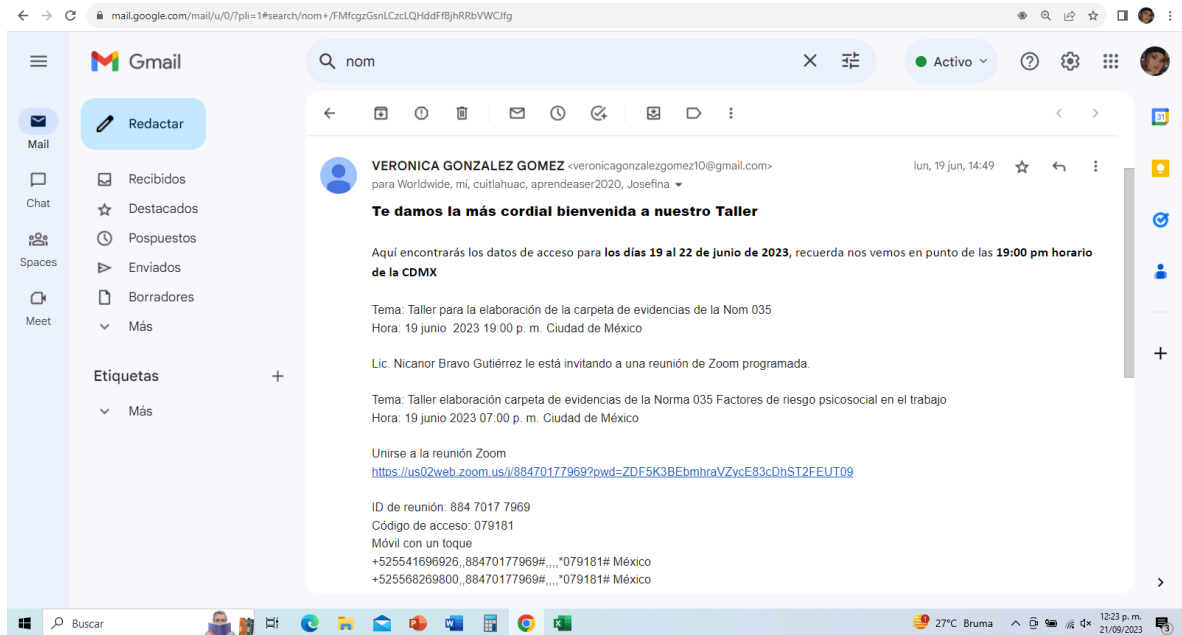 mail.google.com/mail/u/0/?pli=1#search/nom+/FMfcgzGsnLCzcLQHddFfBjhRRbVWCJfg
Gmail
nom
Activo
Redactar
Mail
Chat
Spaces
Meet
Recibidos
Destacados
Pospuestos
Enviados
Borradores
Más
Etiquetas
Más
VERONICA GONZALEZ GOMEZ <veronicagonzalezgomez10@gmail.com>
lun, 19 jun, 14:49
para Worldwide, mí, cuitlahuac, aprendeaser2020, Josefina
Te damos la más cordial bienvenida a nuestro Taller
Aquí encontrarás los datos de acceso para los días 19 al 22 de junio de 2023, recuerda nos vemos en punto de las 19:00 pm horario
de la CDMX
Tema: Taller para la elaboración de la carpeta de evidencias de la Nom 035
Hora: 19 junio 2023 19:00 p. m. Ciudad de México
Lic. Nicanor Bravo Gutiérrez le está invitando a una reunión de Zoom programada.
Tema: Taller elaboración carpeta de evidencias de la Norma 035 Factores de riesgo psicosocial en el trabajo
Hora: 19 junio 2023 07:00 p. m. Ciudad de México
Unirse a la reunión Zoom
https://us02web.zoom.us/j/88470177969?pwd=ZDF5K3BEbmhraVZycE83cDhST2FEUT09
ID de reunión: 884 7017 7969
Código de acceso: 079181
Móvil con un toque
+525541696926,,88470177969#,,,,*079181# México
+525568269800,,88470177969#,,,,*079181# México
31
Buscar
27°C Bruma
12:23 p. m.
21/09/2023
3